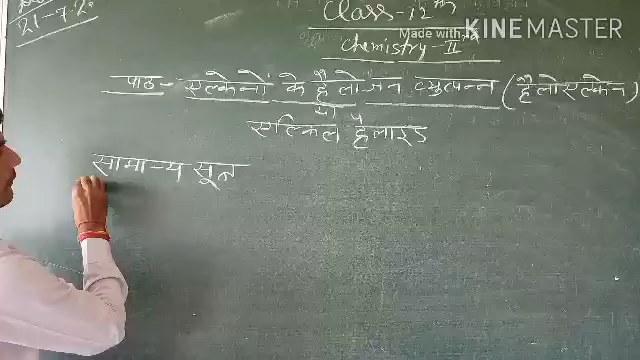 21-7-20
Class-12th
Made with KINEMASTER
Chemistry-II
पाठ- एल्केनों के हैलोजन व्युत्पन्न (हैलोएल्केन)
या
एल्किल हैलाइड
सामान्य सूत्र